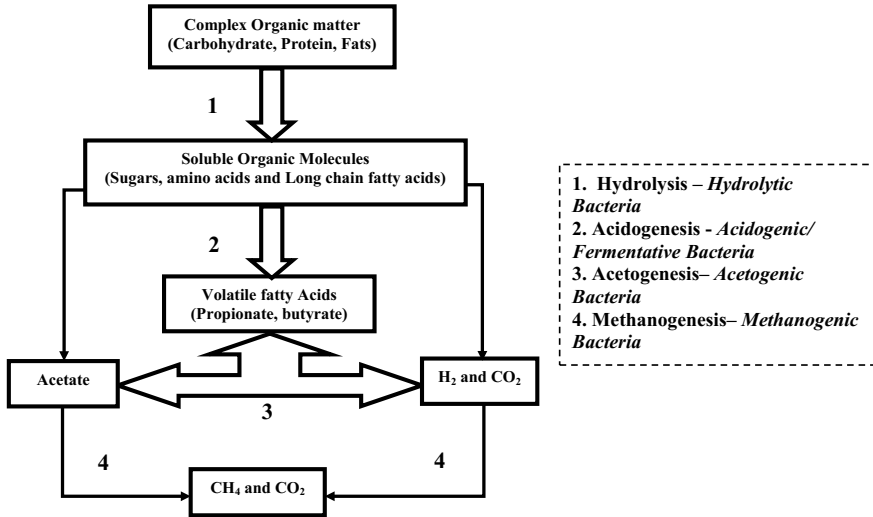 Complex Organic matter
(Carbohydrate, Protein, Fats)
1
Soluble Organic Molecules
(Sugars, amino acids and Long chain fatty acids)
2
Volatile fatty Acids
(Propionate, butyrate)
Acetate
H₂ and CO₂
3
4
4
CH₄ and CO₂
1. Hydrolysis – Hydrolytic
Bacteria
2. Acidogenesis - Acidogenic/
Fermentative Bacteria
3. Acetogenesis– Acetogenic
Bacteria
4. Methanogenesis– Methanogenic
Bacteria